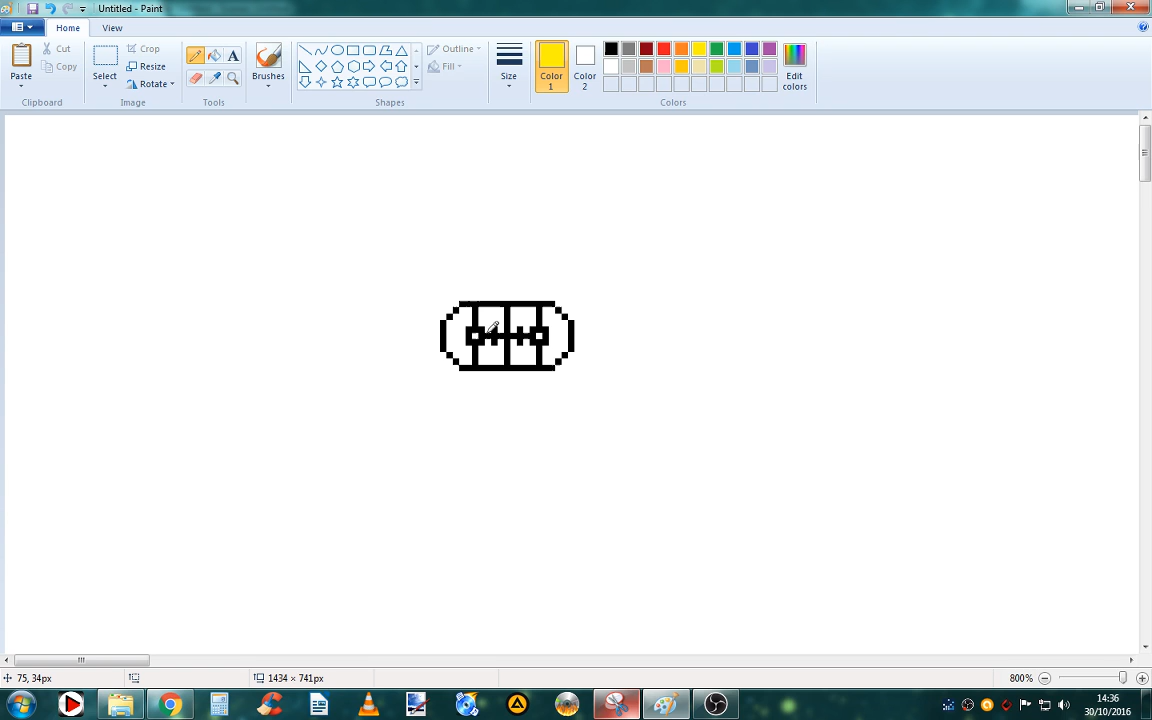 Untitled - Paint
Home
View
Paste
Cut
Copy
Clipboard
Select
Crop
Resize
Rotate
Image
Tools
Brushes
Shapes
Outline
Fill
Size
Color
1
Color
2
Edit
colors
Colors
75, 34px
1434 × 741px
800%
14:36
30/10/2016